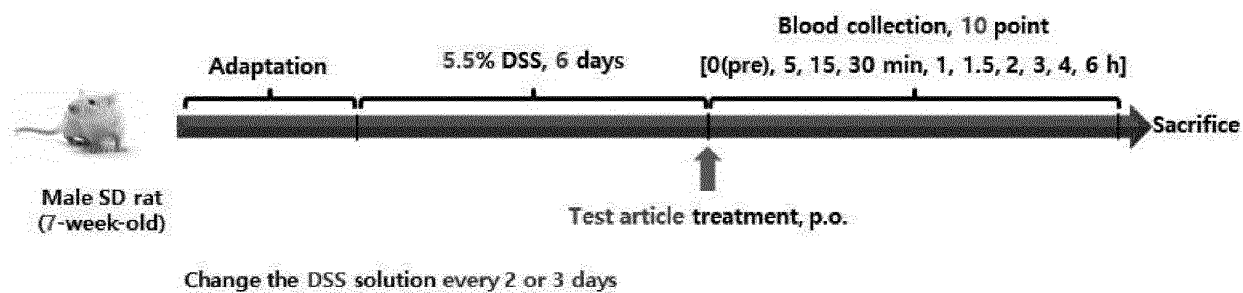 Blood collection, 10 point
Adaptation
5.5% DSS, 6 days
[0(pre), 5, 15, 30 min, 1, 1.5, 2, 3, 4, 6 h]
Sacrifice
Male SD rat
(7-week-old)
Test article treatment, p.o.
Change the DSS solution every 2 or 3 days